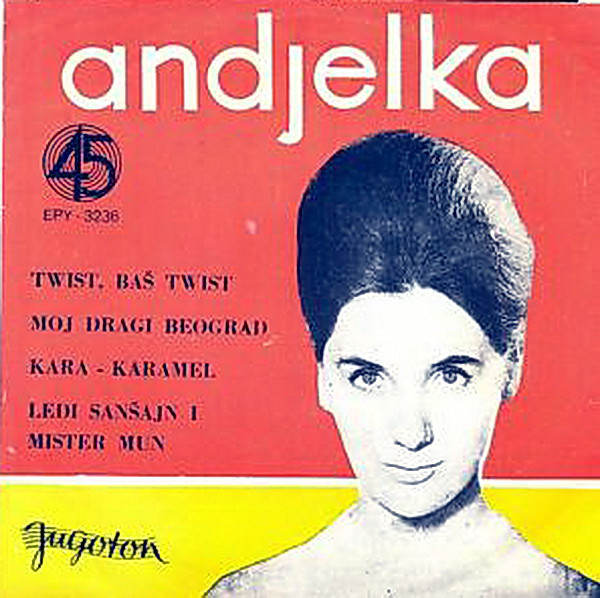 andjelka
45
EPY - 3236
TWIST, BAŠ TWIST
MOJ DRAGI BEOGRAD
KARA - KARAMEL
LEDI SANŠAJN I
MISTER MUN
Jugoton